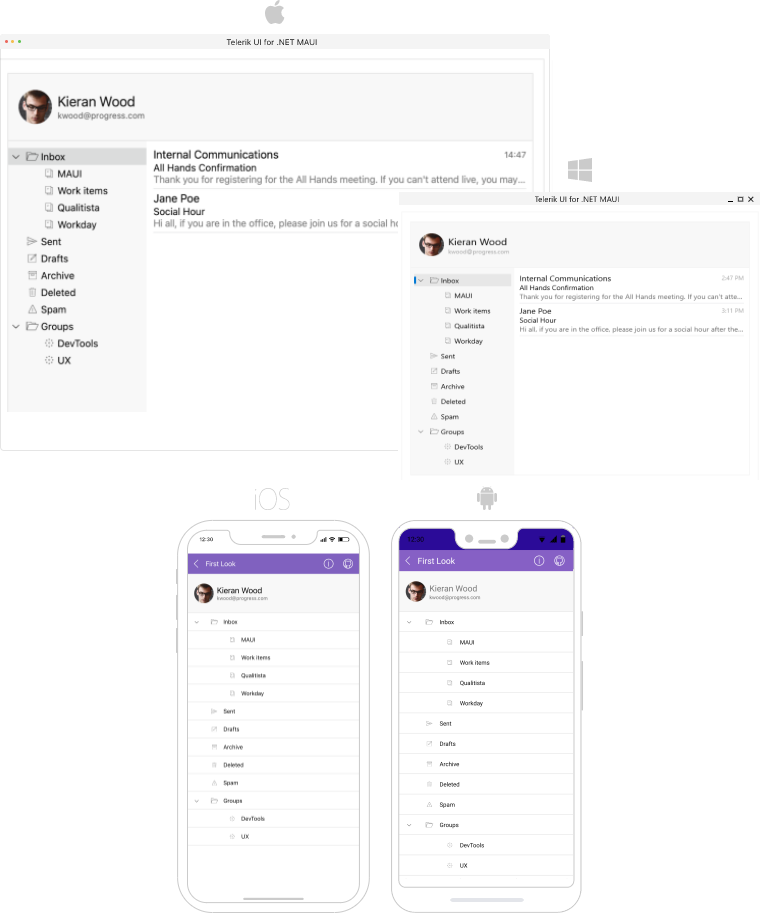 Telerik UI for .NET MAUI
Kieran Wood
kwood@progress.com
Inbox
MAUI
Work items
Qualitista
Workday
Sent
Drafts
Archive
Deleted
Spam
Groups
DevTools
UX
Internal Communications 14:47
All Hands Confirmation
Thank you for registering for the All Hands meeting. If you can't attend live, you may...
Jane Poe
Social Hour
Hi all, if you are in the office, please join us for a social ho
Telerik UI for .NET MAUI
Kieran Wood
kwood@progress.com
Inbox
MAUI
Work items
Qualitista
Workday
Sent
Drafts
Archive
Deleted
Spam
Groups
DevTools
UX
Internal Communications 2:47 PM
All Hands Confirmation
Thank you for registering for the All Hands meeting. If you can't atte...
Jane Poe 3:11 PM
Social Hour
Hi all, if you are in the office, please join us for a social hour after the...
iOS
12:30
First Look
Kieran Wood
kwood@progress.com
Inbox
MAUI
Work items
Qualitista
Workday
Sent
Drafts
Archive
Deleted
Spam
Groups
DevTools
UX
12:30
First Look
Kieran Wood
kwood@progress.com
Inbox
MAUI
Work items
Qualitista
Workday
Sent
Drafts
Archive
Deleted
Spam
Groups
DevTools
UX